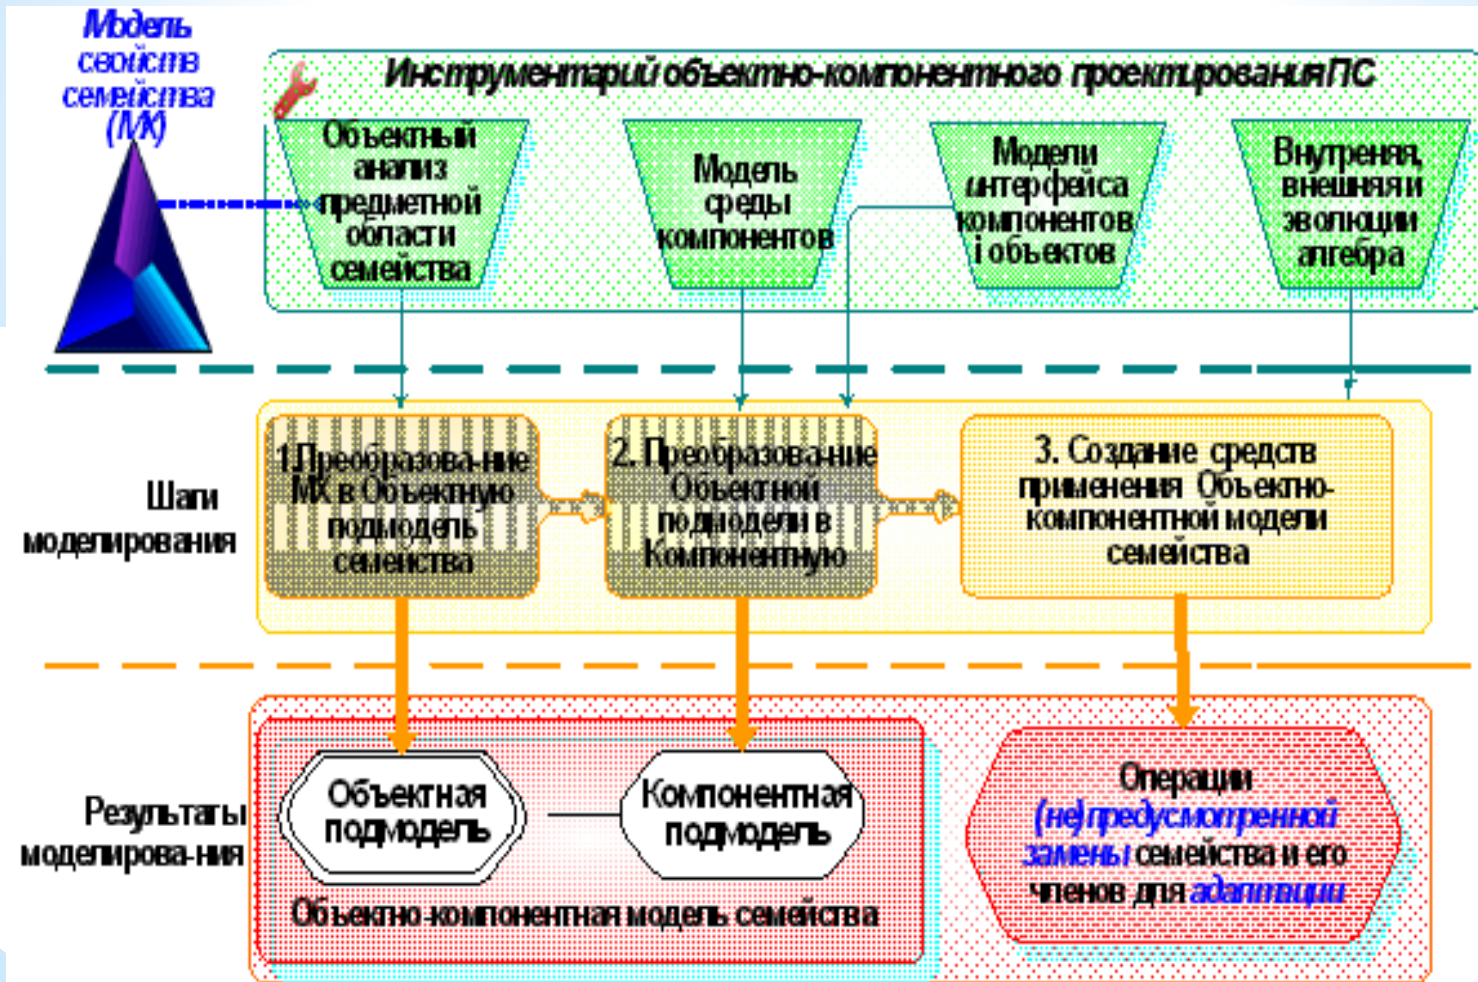 Модель
свойств
семейства
(МХ)
Инструментарий объектно-компонентного проектирования ПС
Объектный
анализ
предметной
области
семейства
Модель
среды
компонентов
Модели
интерфейса
компонентов
і объектов
Внутреняя,
внешняя и
эволюции
алгебра
Шаги
моделирования
1.Преобразова-ние
МХ в Объектную
подмодель
семейства
2. Преобразова-ние
Объектной
подмодели в
Компонентную
3. Создание средств
применения Объектно-
компонентной модели
семейства
Результаты
моделирова-ния
Объектная
подмодель
Компонентная
подмодель
Объектно-компонентная модель семейства
Операции
(не)предусмотренной
замены семейства и его
членов для адаптации